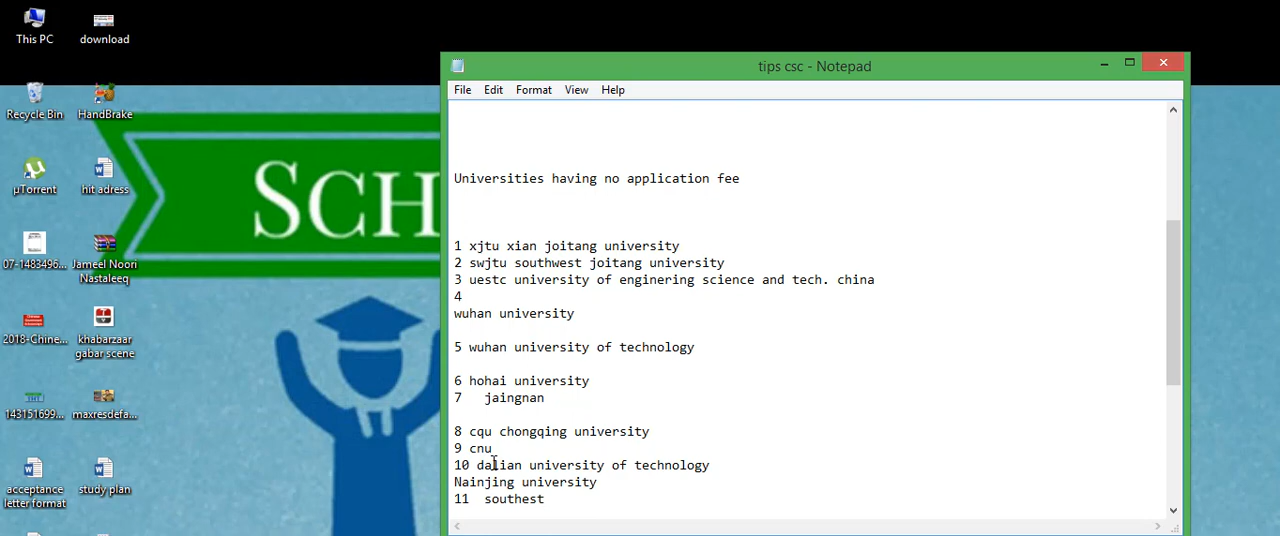 This PC
download
Recycle Bin
HandBrake
µTorrent
hit adress
07-1483496...
Jameel Noori
Nastaleeq
2018-Chine...
khabarzaar
gabar scene
143151699...
maxresdefa...
acceptance
letter format
study plan
SCH
tips csc - Notepad
File Edit Format View Help
Universities having no application fee
1 xjtu xian joitang university
2 swjtu southwest joitang university
3 uestc university of enginering science and tech. china
4
wuhan university
5 wuhan university of technology
6 hohai university
7 jaingnan
8 cqu chongqing university
9 cnu
10 dalian university of technology
Nainjing university
11 southest